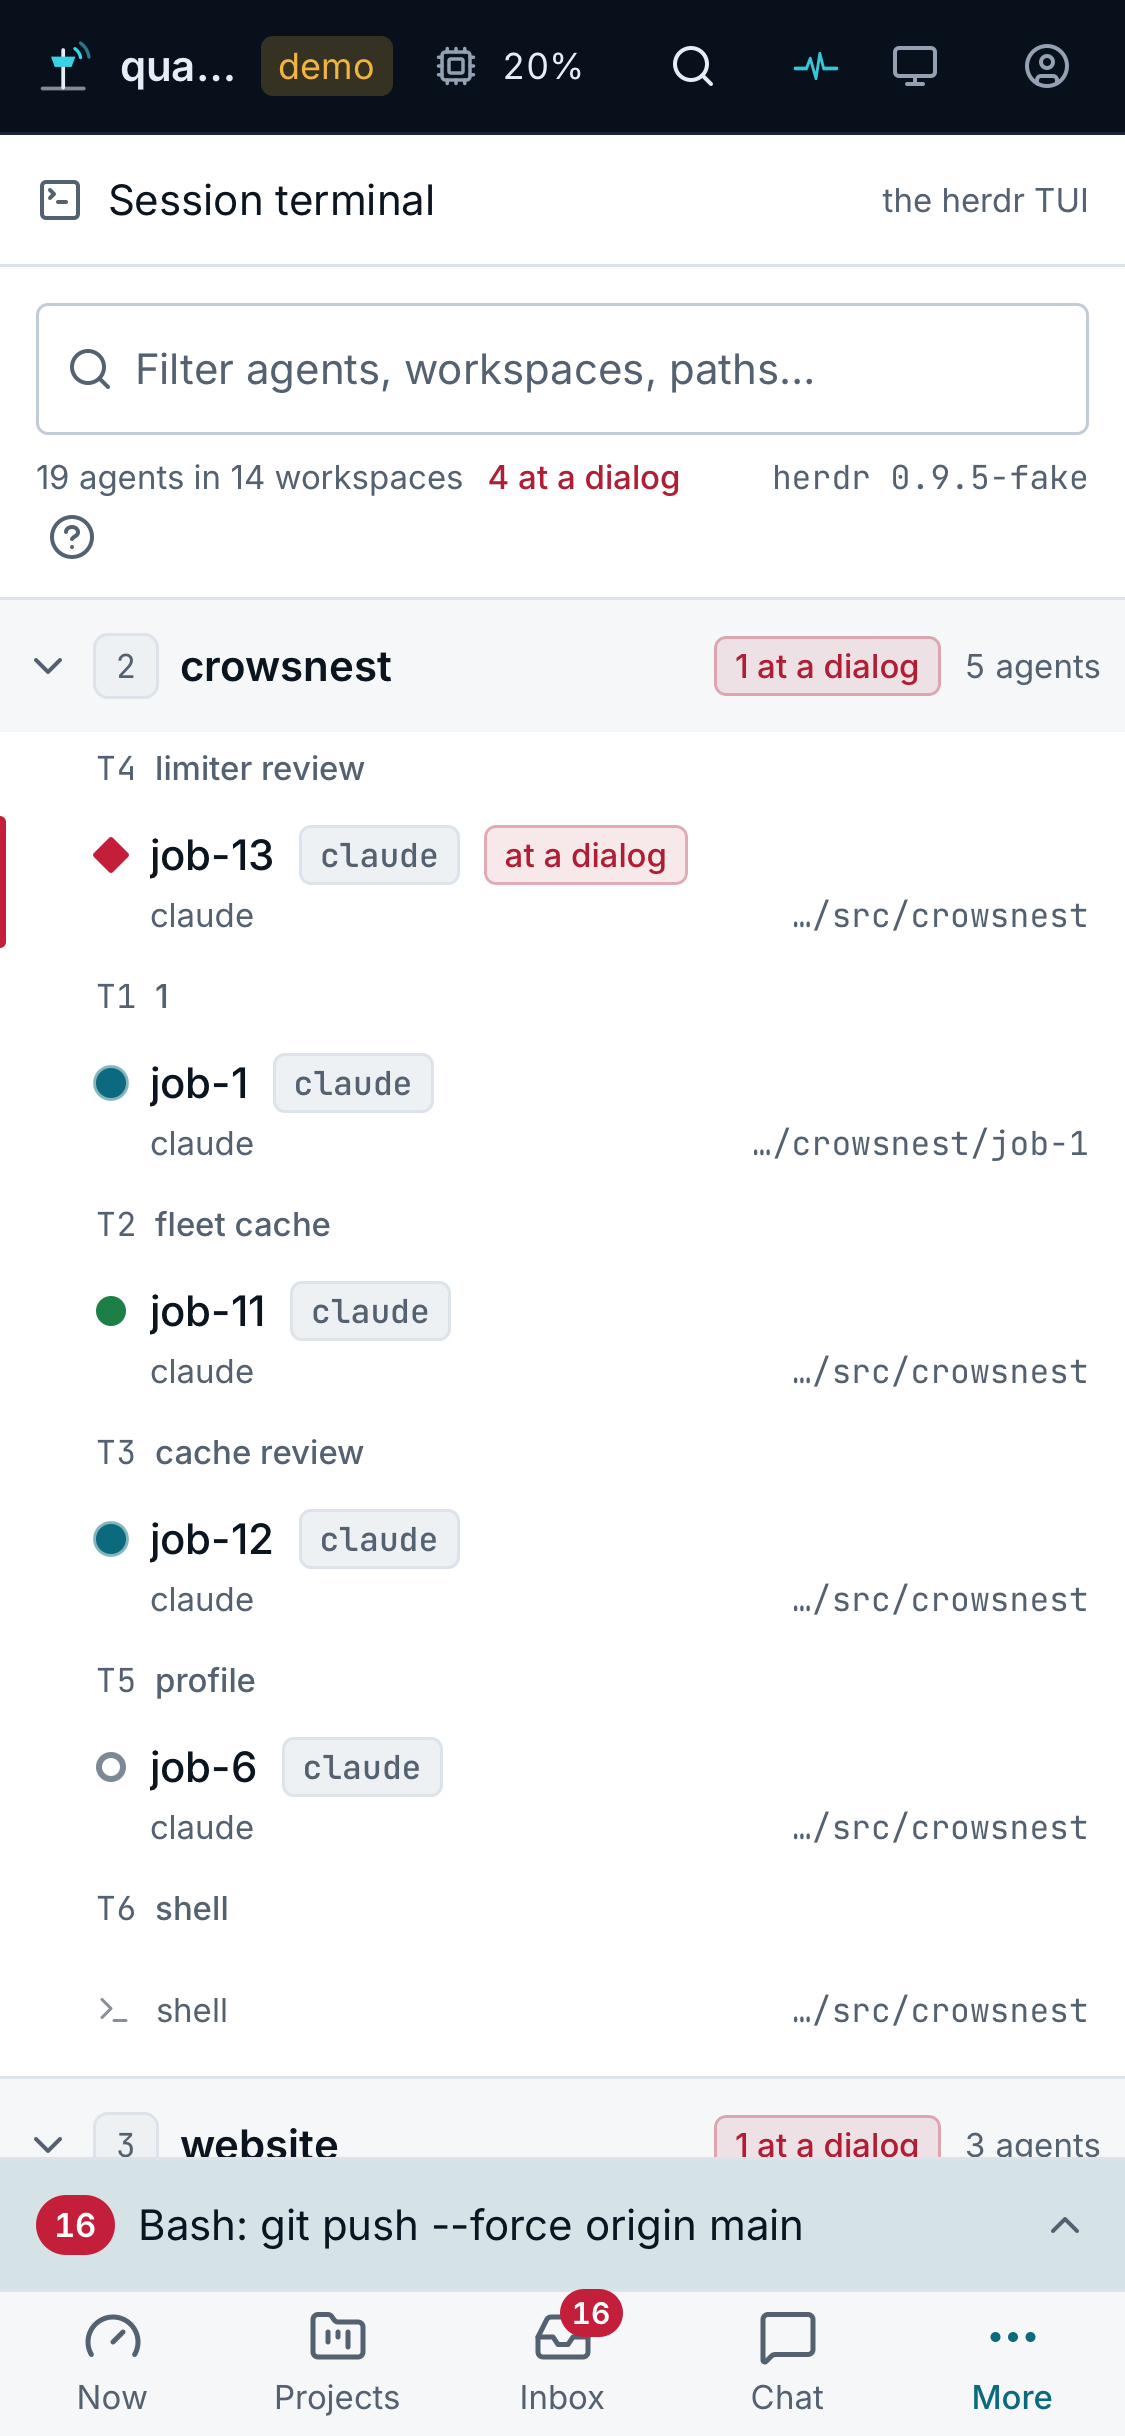 qua... demo 20%
Session terminal the herdr TUI
Filter agents, workspaces, paths...
19 agents in 14 workspaces 4 at a dialog herdr 0.9.5-fake
2 crowsnest 1 at a dialog 5 agents
T4 limiter review
job-13 claude at a dialog
claude …/src/crowsnest
T1 1
job-1 claude
claude …/crowsnest/job-1
T2 fleet cache
job-11 claude
claude …/src/crowsnest
T3 cache review
job-12 claude
claude …/src/crowsnest
T5 profile
job-6 claude
claude …/src/crowsnest
T6 shell
shell …/src/crowsnest
3 website 1 at a dialog 3 agents
16 Bash: git push --force origin main
16
Now Projects Inbox Chat More